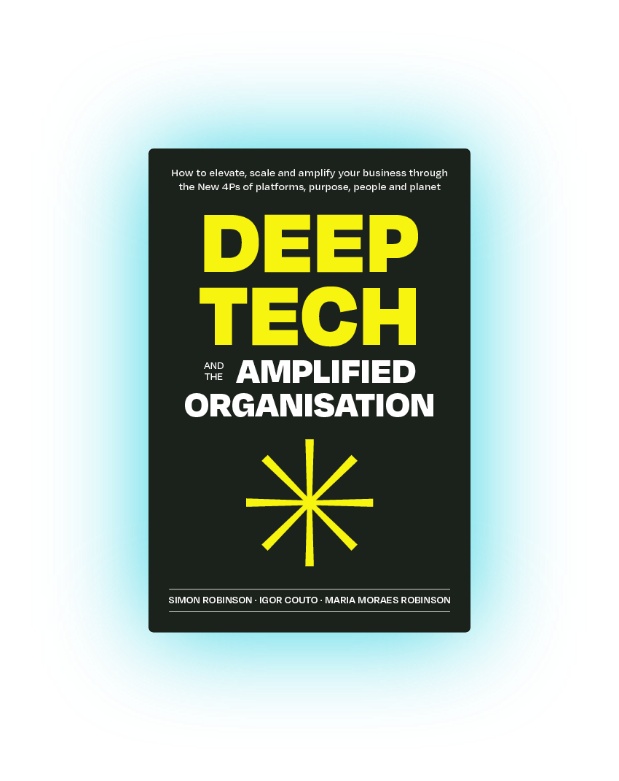 How to elevate, scale and amplify your business through
the New 4Ps of platforms, purpose, people and planet
DEEP
TECH
AND
THE
AMPLIFIED
ORGANISATION
SIMON ROBINSON · IGOR COUTO · MARIA MORAES ROBINSON